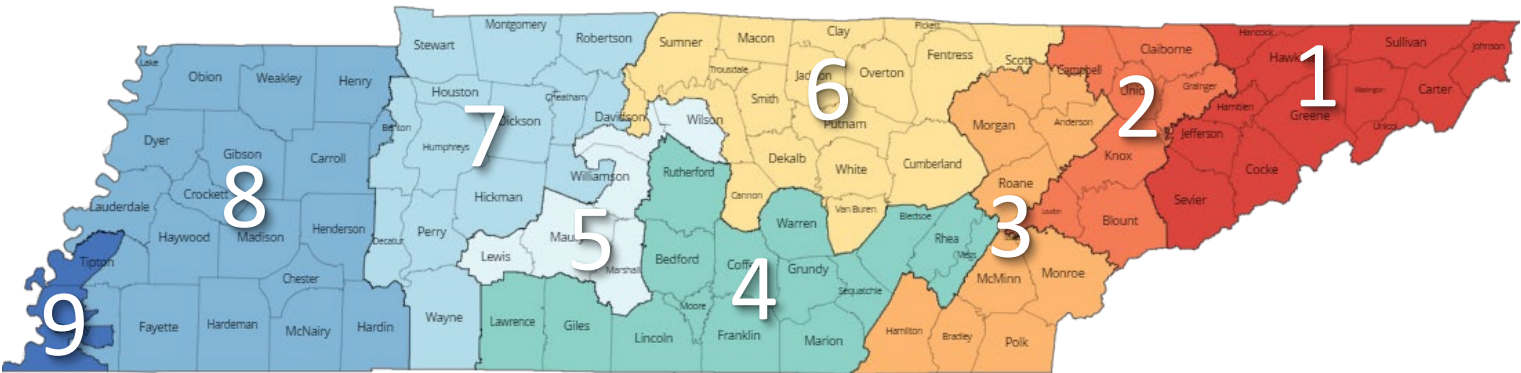 Stewart
Montgomery
Robertson
Sumner
Macon
Clay
Pickett
Lake
Obion
Weakley
Henry
Houston
Cheatham
Trousdale
Jackson
Overton
Fentress
Scott
Campbell
Claiborne
Hancock
Hawk
Sullivan
Johnson
7
6
2
1
Benton
Dickson
Davidson
Wilson
Smith
Putnam
Morgan
Anderson
Union
Grainger
Hamblen
Greene
Washington
Carter
Unicoi
Dyer
Gibson
Carroll
Humphreys
Williamson
Rutherford
Dekalb
White
Cumberland
Roane
Knox
Jefferson
Cocke
Sevier
Lauderdale
Crockett
8
Haywood
Madison
Henderson
Decatur
Perry
Hickman
Lewis
Mau
5
Marshall
Cannon
Van Buren
Warren
Bledsoe
Rhea
Meigs
3
Loudon
Blount
Tipton
Chester
Bedford
Coffe
4
Grundy
Sequatchie
McMinn
Monroe
9
Fayette
Hardeman
McNairy
Hardin
Wayne
Lawrence
Giles
Lincoln
Moore
Franklin
Marion
Hamilton
Bradley
Polk